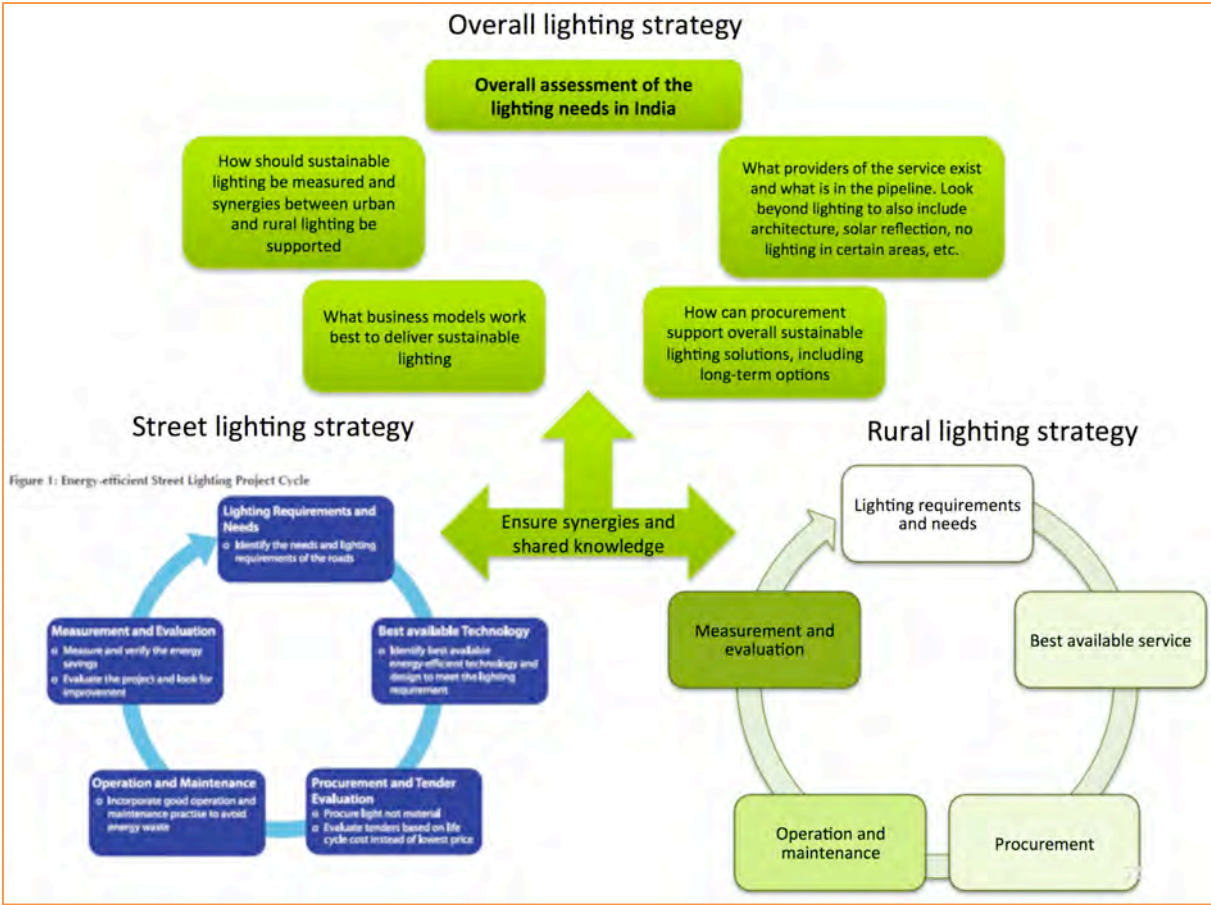 Overall lighting strategy
Overall assessment of the
lighting needs in India
How should sustainable
lighting be measured and
synergies between urban
and rural lighting be
supported
What providers of the service exist
and what is in the pipeline. Look
beyond lighting to also include
architecture, solar reflection, no
lighting in certain areas, etc.
What business models work
best to deliver sustainable
lighting
How can procurement
support overall sustainable
lighting solutions, including
long-term options
Street lighting strategy
Figure 1: Energy-efficient Street Lighting Project Cycle
Lighting Requirements and
Needs
Identify the needs and lighting
requirements of the roads
Best available Technology
Identify best available
energy-efficient technology and
design to meet the lighting
requirement
Procurement and Tender
Evaluation
Procure light not material
Evaluate tenders based on life
cycle cost instead of lowest price
Operation and Maintenance
Incorporate good operation and
maintenance practise to avoid
energy waste
Measurement and Evaluation
Measure and verify the energy
savings
Evaluate the project and look for
improvement
Ensure synergies and
shared knowledge
Rural lighting strategy
Lighting requirements
and needs
Best available service
Procurement
Operation and
maintenance
Measurement and
evaluation